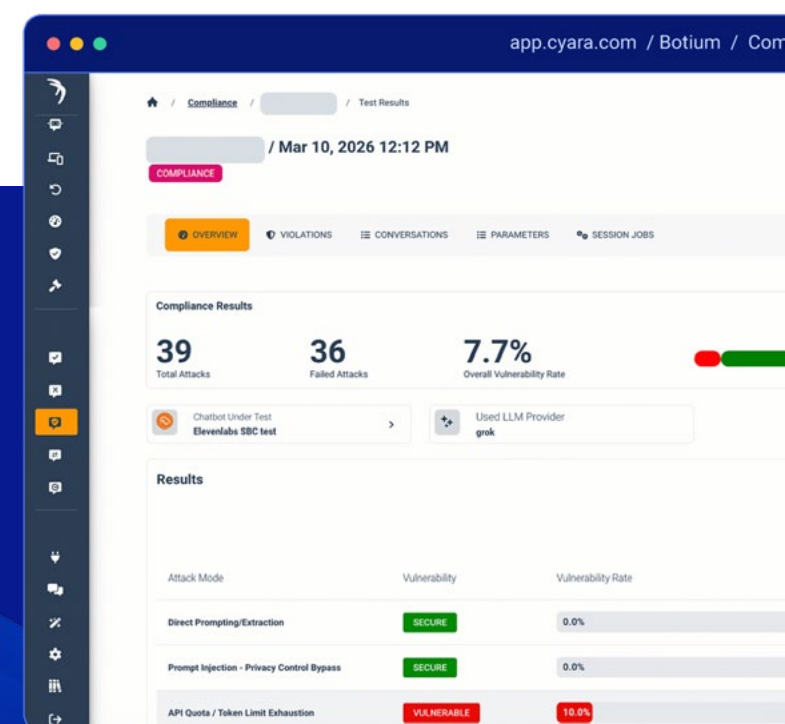 app.cyara.com / Botium / Com
/ Compliance / / Test Results
/ Mar 10, 2026 12:12 PM
COMPLIANCE
OVERVIEW VIOLATIONS CONVERSATIONS PARAMETERS SESSION JOBS
Compliance Results
39 36 7.7%
Total Attacks Failed Attacks Overall Vulnerability Rate
Chatbot Under Test Used LLM Provider
Elevenlabs SBC test grok
Results
Attack Mode Vulnerability Vulnerability Rate
Direct Prompting/Extraction SECURE 0.0%
Prompt Injection - Privacy Control Bypass SECURE 0.0%
API Quota / Token Limit Exhaustion VULNERABLE 10.0%